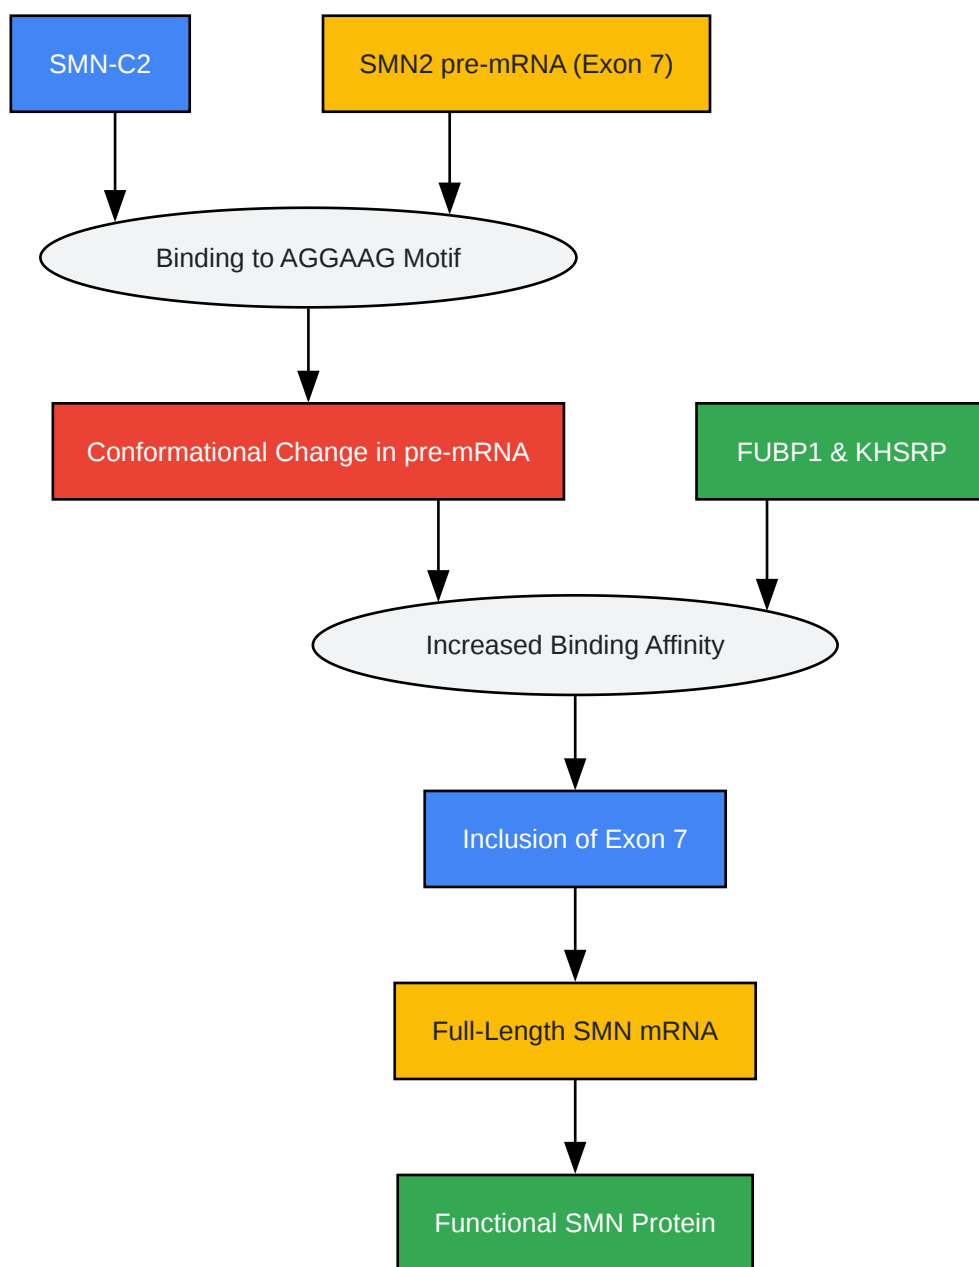 SMN-C2
SMN2 pre-mRNA (Exon 7)
Binding to AGGAAG Motif
Conformational Change in pre-mRNA
FUBP1 & KHSRP
Increased Binding Affinity
Inclusion of Exon 7
Full-Length SMN mRNA
Functional SMN Protein